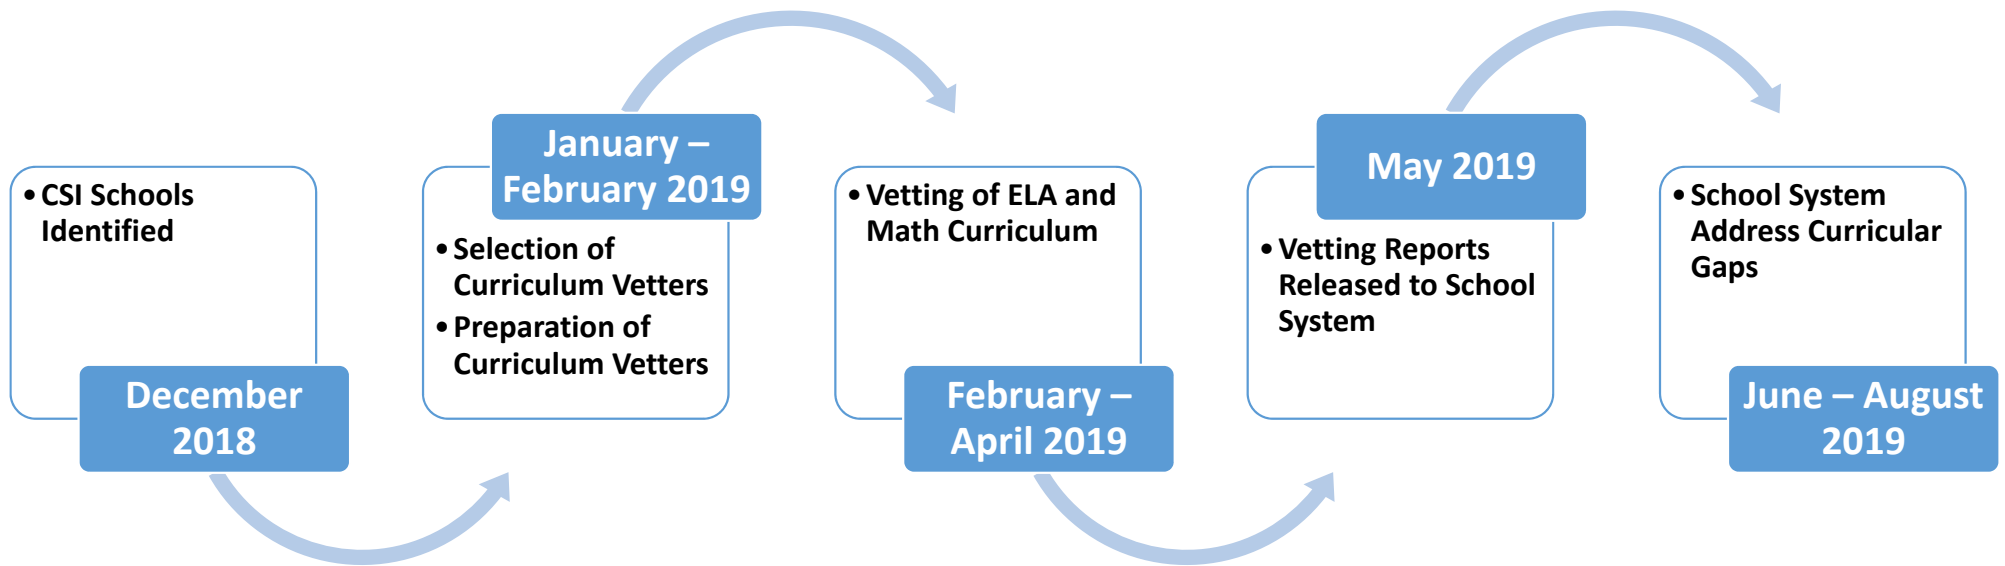 • CSI Schools
Identified
December
2018
January –
February 2019
• Selection of
Curriculum Vetters
• Preparation of
Curriculum Vetters
• Vetting of ELA and
Math Curriculum
February –
April 2019
May 2019
• Vetting Reports
Released to School
System
• School System
Address Curricular
Gaps
June – August
2019